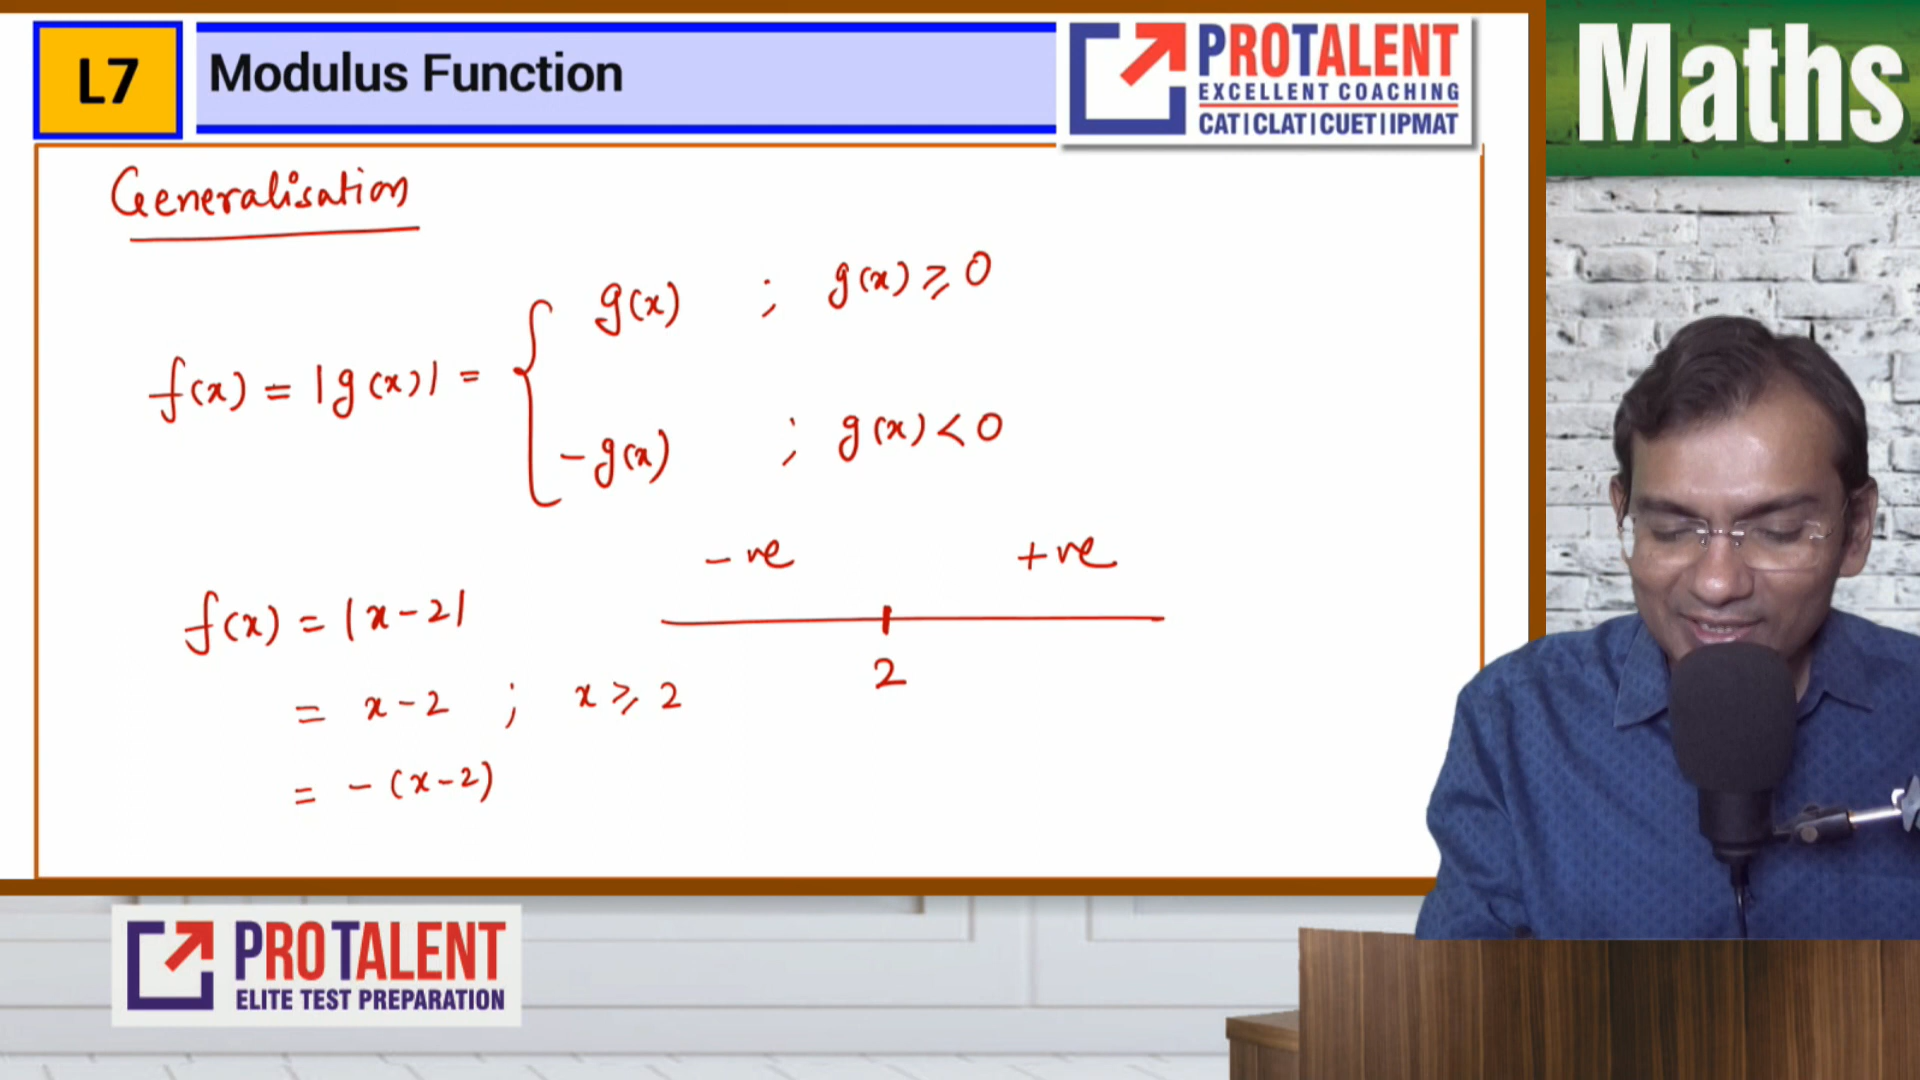 L7
Modulus Function
PROTALENT
EXCELLENT COACHING
CAT|CLAT|CUET|IPMAT
Maths
Generalisation
f(x) = |g(x)| = { g(x) ; g(x) ⩾ 0
-g(x) ; g(x) < 0
-ve +ve
f(x) = |x-2|
2
= x-2 ; x ⩾ 2
= -(x-2)
PROTALENT
ELITE TEST PREPARATION